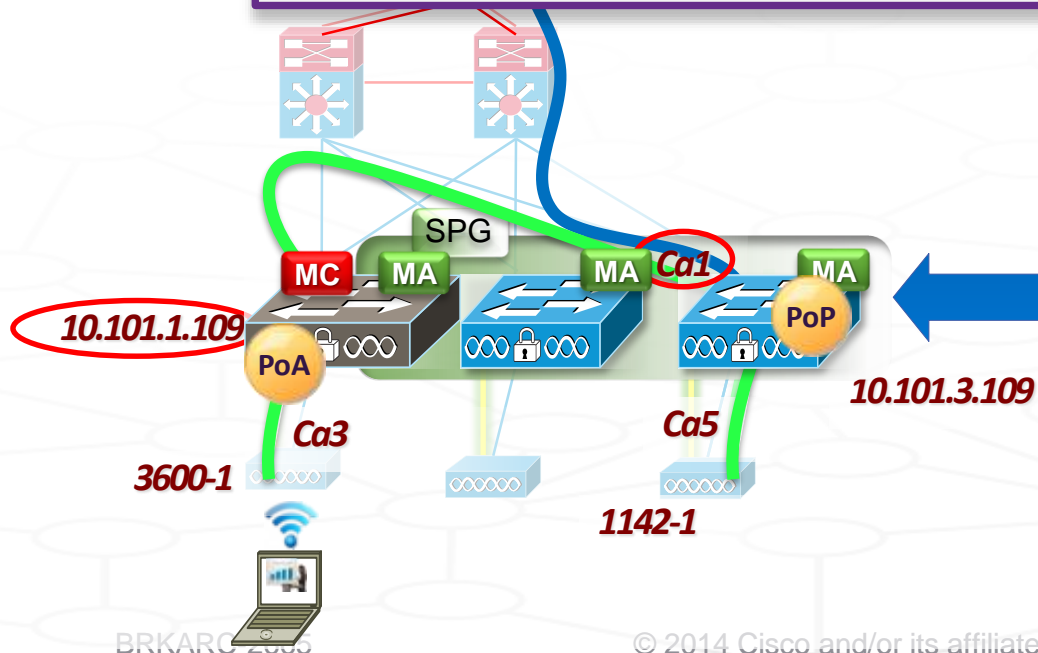 SPG
MC
MA
MA
Ca1
MA
10.101.1.109
PoP
PoA
10.101.3.109
Ca3
Ca5
3600-1
1142-1
© 2014 Cisco and/or its affiliate